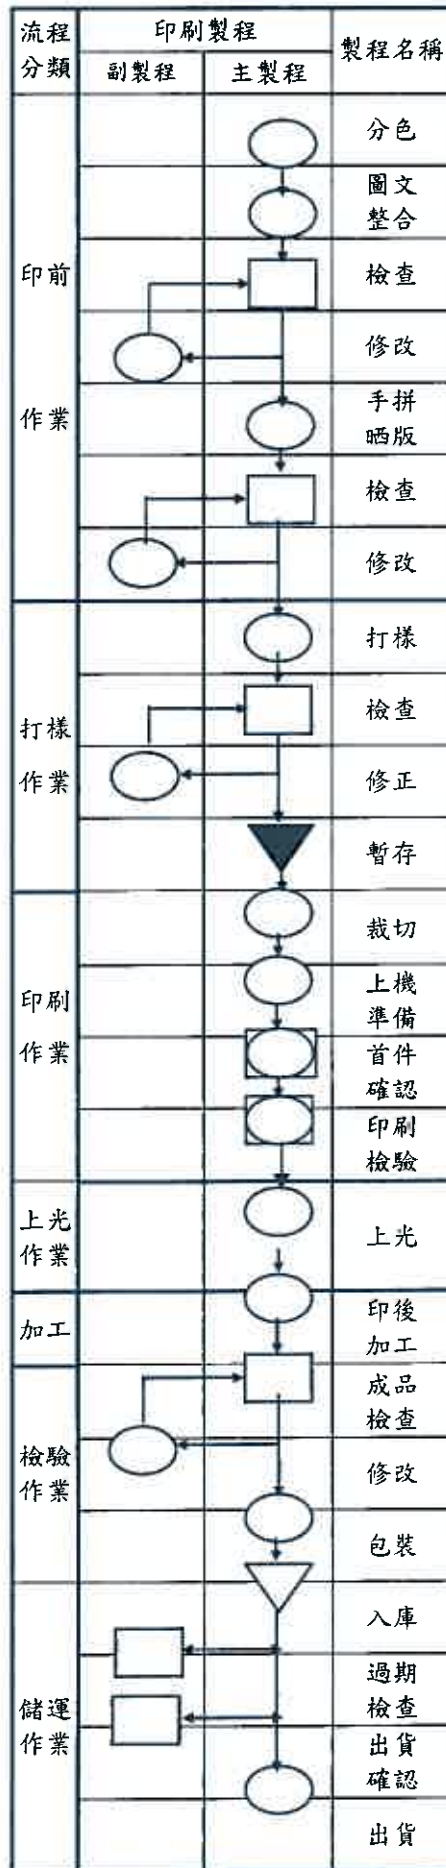 流程
分類
印刷製程
副製程
主製程
製程名稱
印前
作業
分色
圖文
整合
檢查
修改
手拼
晒版
檢查
修改
打樣
作業
打樣
檢查
修正
暫存
印刷
作業
裁切
上機
準備
首件
確認
印刷
檢驗
上光
作業
上光
加工
印後
加工
檢驗
作業
成品
檢查
修改
包裝
儲運
作業
入庫
過期
檢查
出貨
確認
出貨